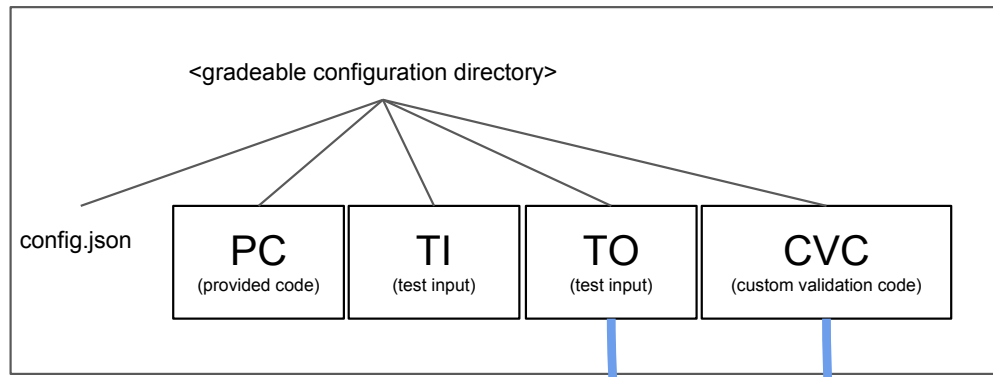 <gradeable configuration directory>
config.json
PC
(provided code)
TI
(test input)
TO
(test input)
CVC
(custom validation code)